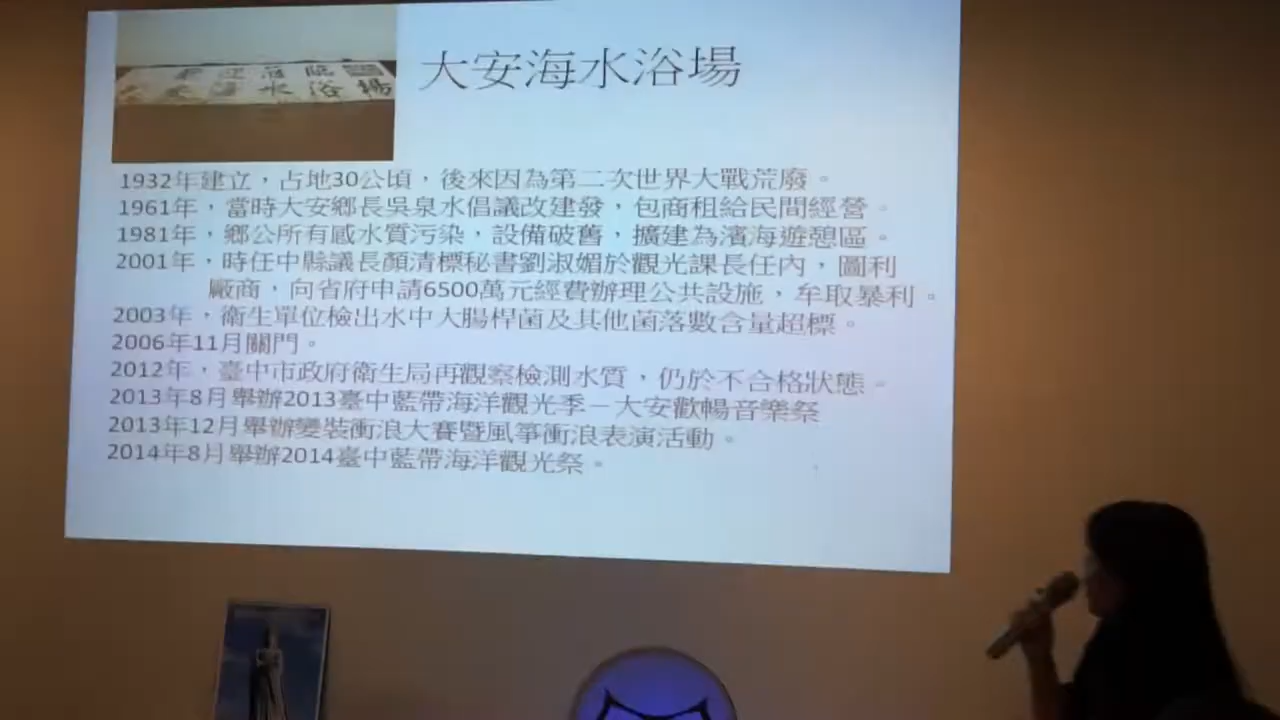 歡迎蒞臨
大安海水浴場
大安海水浴場
1932年建立，占地30公頃，後來因為第二次世界大戰荒廢。
1961年，當時大安鄉長吳泉水倡議改建發，包商租給民間經營。
1981年，鄉公所有感水質污染，設備破舊，擴建為濱海遊憩區。
2001年，時任中縣議長顏清標秘書劉淑媚於觀光課長任內，圖利
廠商，向省府申請6500萬元經費辦理公共設施，牟取暴利。
2003年，衛生單位檢出水中大腸桿菌及其他菌落數含量超標。
2006年11月關門。
2012年，臺中市政府衛生局再觀察檢測水質，仍於不合格狀態。
2013年8月舉辦2013臺中藍帶海洋觀光季－大安歡暢音樂祭
2013年12月舉辦變裝衝浪大賽暨風箏衝浪表演活動。
2014年8月舉辦2014臺中藍帶海洋觀光祭。